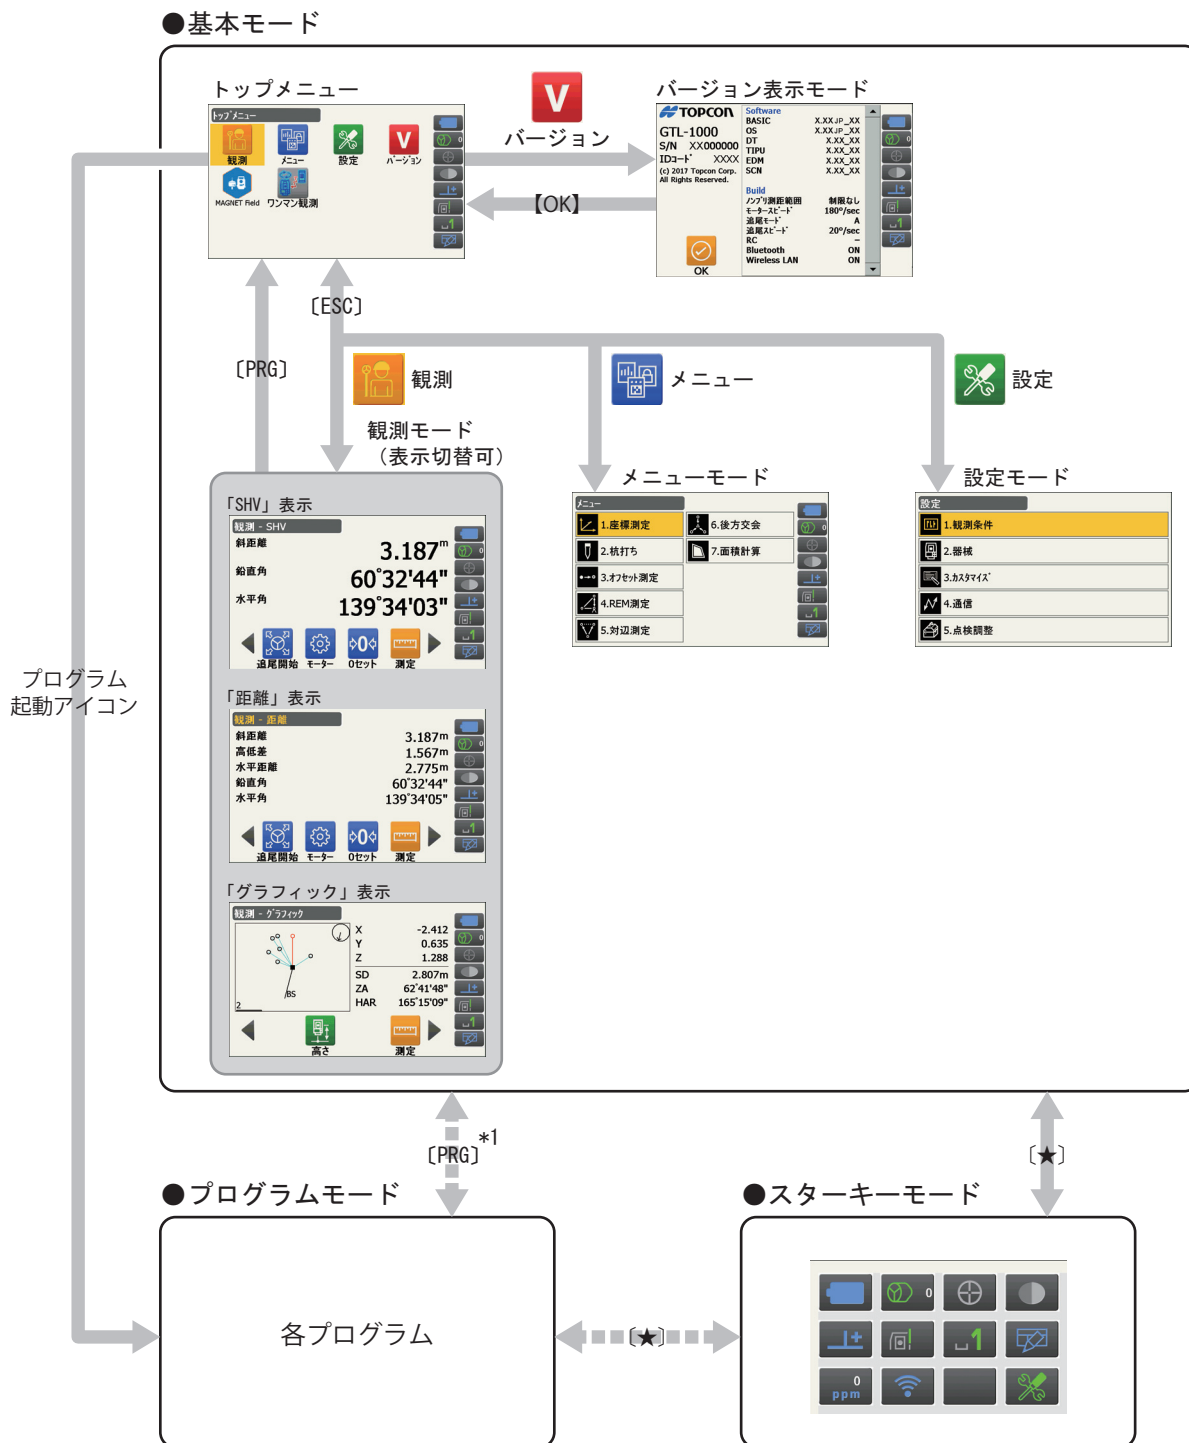 ●基本モード
トップメニュー
トップメニュー
観測
メニュー
設定
バージョン
MAGNET Field
ワンマン観測
V
バージョン
【OK】
バージョン表示モード
TOPCON
GTL-1000
S/N XX000000
IDコード XXXX
(c) 2017 Topcon Corp.
All Rights Reserved.
OK
Software
BASIC X.XX JP_XX
OS X.XX JP_XX
DT X.XX_XX
TIPU X.XX_XX
EDM X.XX_XX
SCN X.XX_XX
Build
ノンプリ測距範囲 制限なし
モータースピード 180°/sec
追尾モード A
追尾スピード 20°/sec
RC -
Bluetooth ON
Wireless LAN ON
〔ESC〕
〔PRG〕
観測
メニュー
設定
観測モード
（表示切替可）
メニューモード
設定モード
「SHV」表示
観測 - SHV
斜距離 3.187m
鉛直角 60°32'44"
水平角 139°34'03"
追尾開始 モーター 0セット 測定
メニュー
1.座標測定
2.杭打ち
3.オフセット測定
4.REM測定
5.対辺測定
6.後方交会
7.面積計算
設定
1.観測条件
2.器械
3.カスタマイズ
4.通信
5.点検調整
プログラム
起動アイコン
「距離」表示
観測 - 距離
斜距離 3.187m
高低差 1.567m
水平距離 2.775m
鉛直角 60°32'44"
水平角 139°34'05"
追尾開始 モーター 0セット 測定
「グラフィック」表示
観測 - グラフィック
BS
2
X -2.412
Y 0.635
Z 1.288
SD 2.807m
ZA 62°41'48"
HAR 165°15'09"
高さ 測定
〔PRG〕*1
〔★〕
●プログラムモード
各プログラム
〔★〕
●スターキーモード
0
1
0
ppm